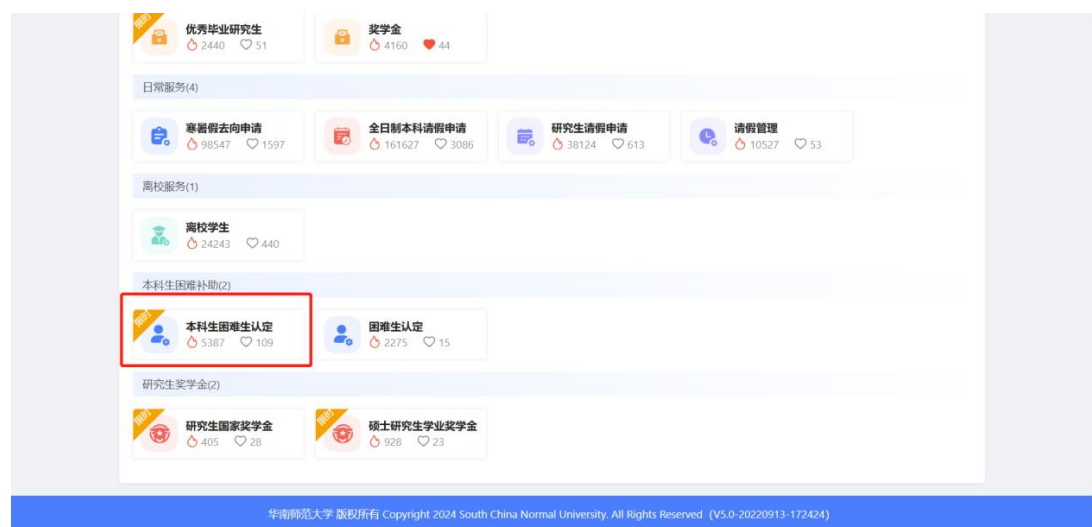 限时
优秀毕业研究生
2440 51
奖学金
4160 44
日常服务(4)
寒暑假去向申请
98547 1597
全日制本科请假申请
161627 3086
研究生请假申请
38124 613
请假管理
10527 53
离校服务(1)
离校学生
24243 440
本科生困难补助(2)
限时
本科生困难生认定
5387 109
困难生认定
2275 15
研究生奖学金(2)
限时
研究生国家奖学金
405 28
限时
硕士研究生学业奖学金
928 23
华南师范大学 版权所有 Copyright 2024 South China Normal University. All Rights Reserved (V5.0-20220913-172424)